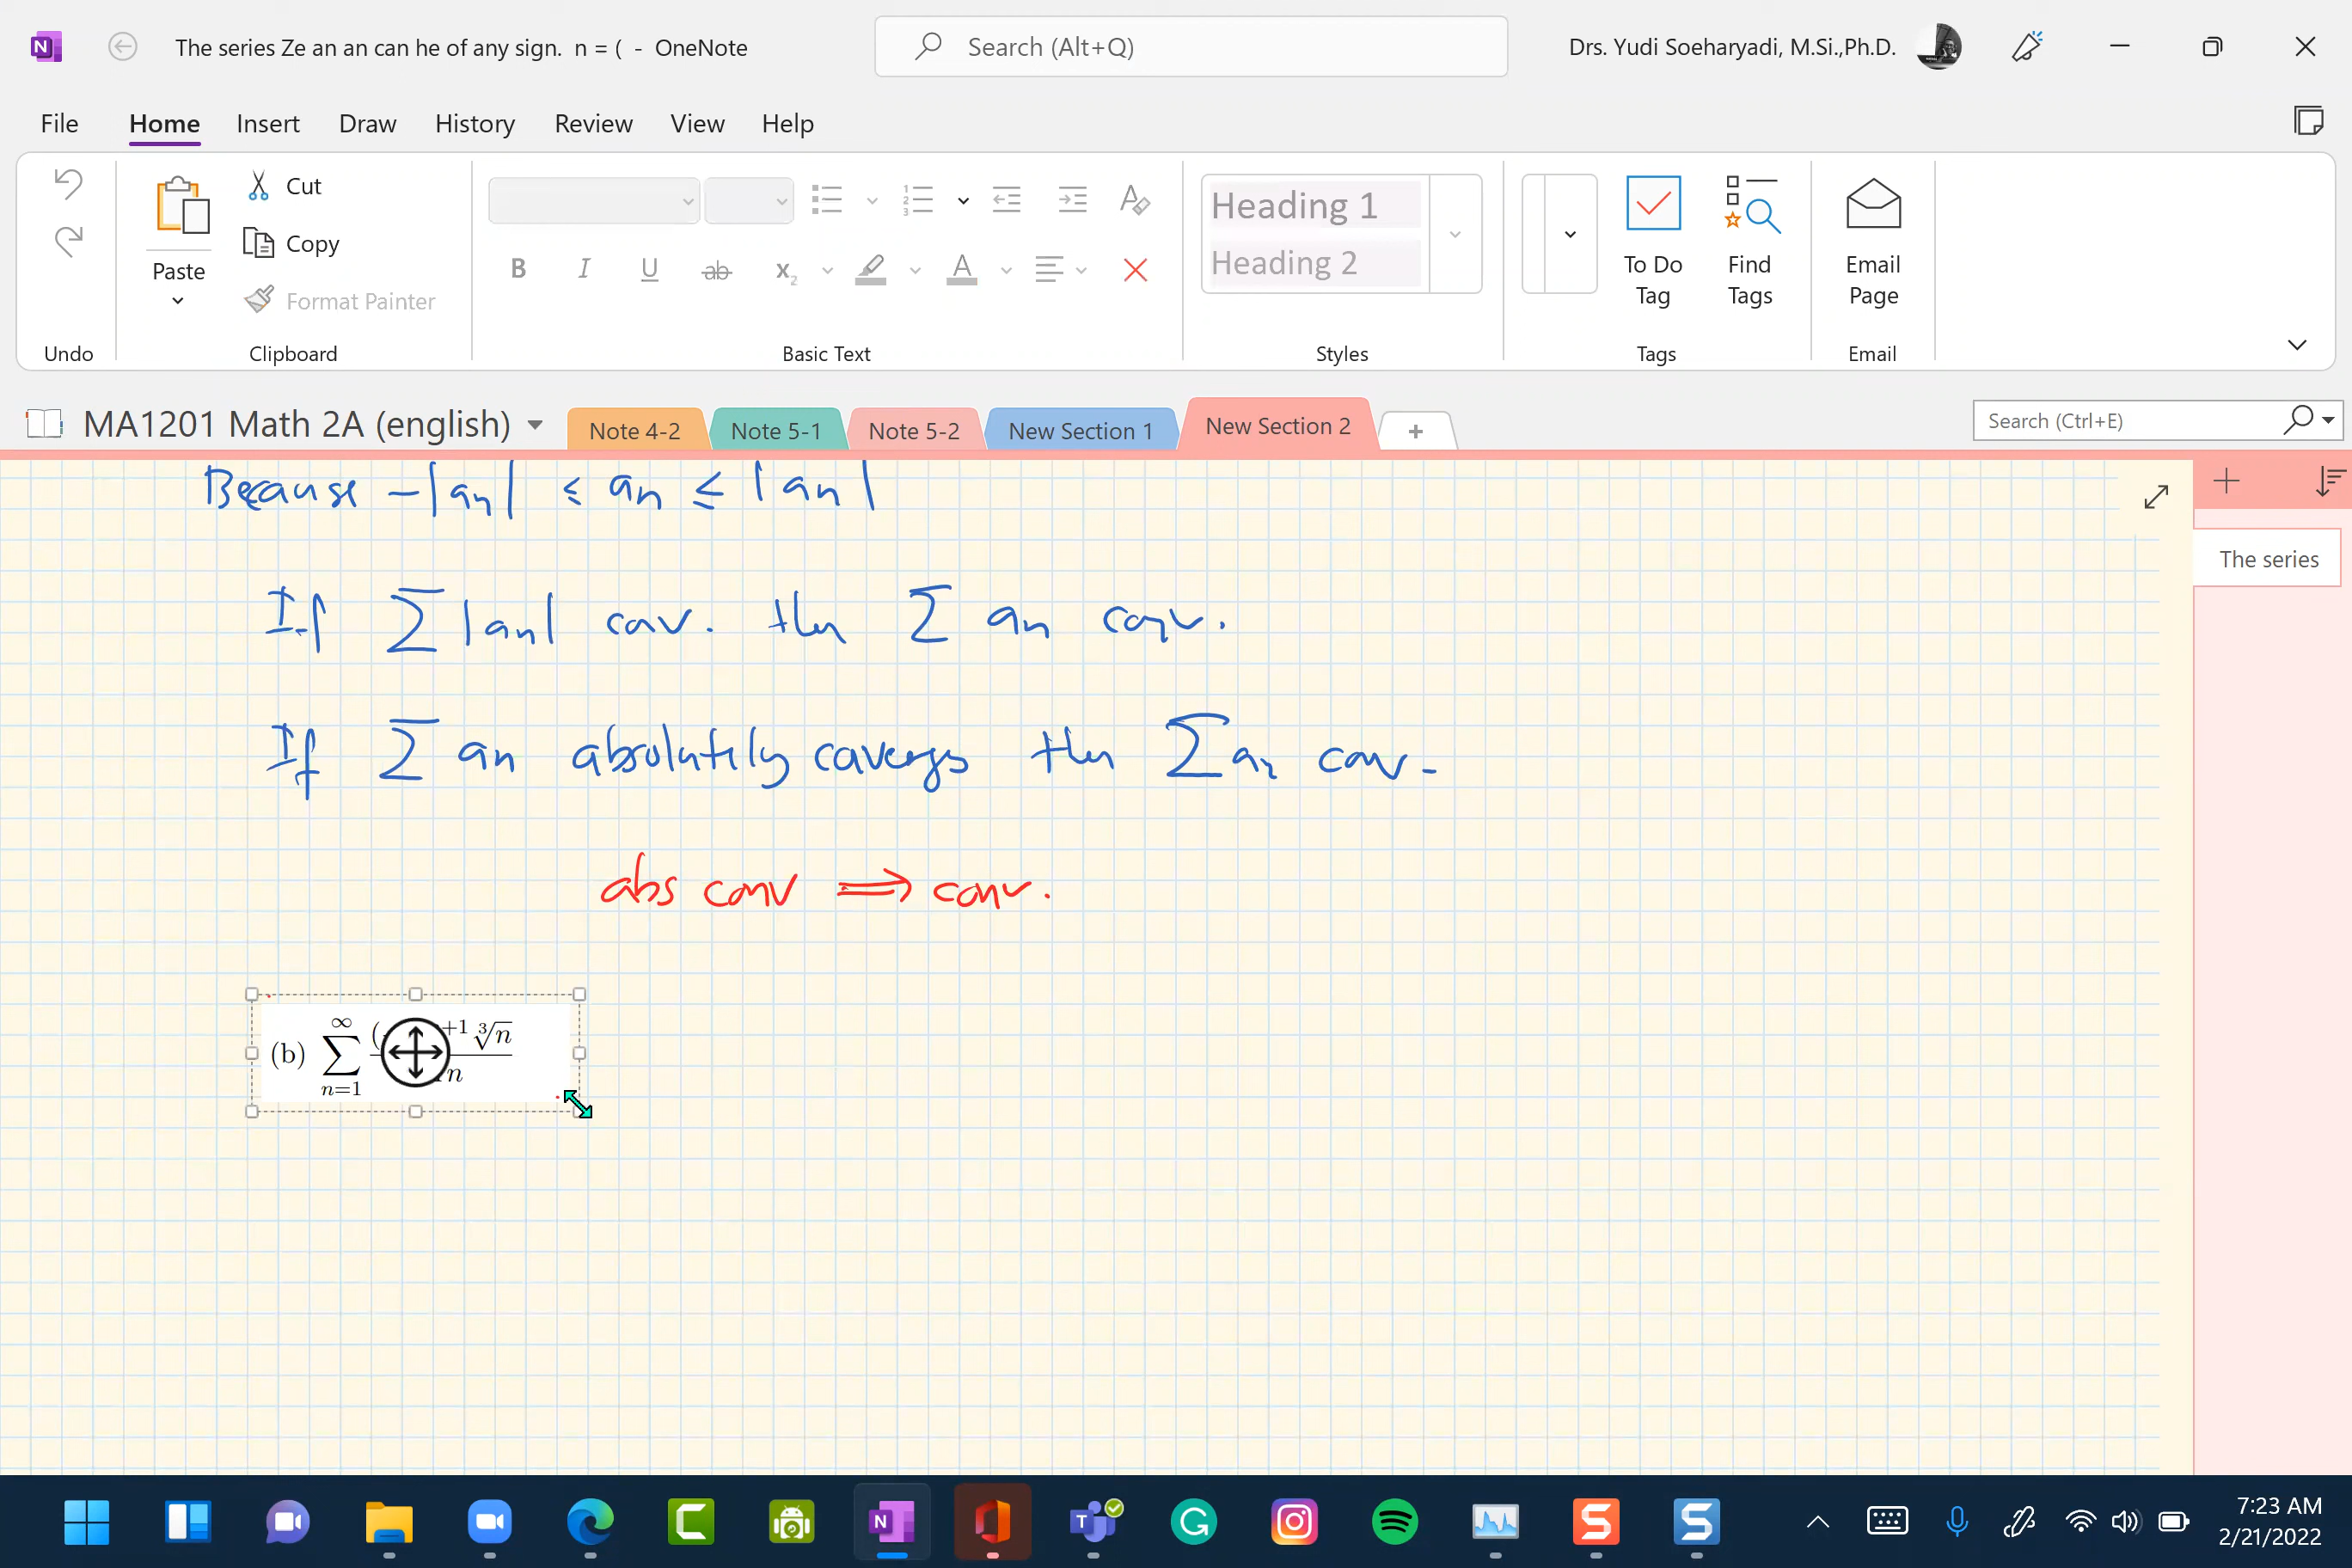 The series Ze an an can he of any sign. n = ( - OneNote
Search (Alt+Q)
Drs. Yudi Soeharyadi, M.Si.,Ph.D.
File Home Insert Draw History Review View Help
Paste
Cut
Copy
Format Painter
B I U ab x₂ A
Heading 1
Heading 2
To Do Tag
Find Tags
Email Page
Undo Clipboard Basic Text Styles Tags Email
MA1201 Math 2A (english) Note 4-2 Note 5-1 Note 5-2 New Section 1 New Section 2 +
Search (Ctrl+E)
The series
Because -|an| ≤ an ≤ |an|
If Σ |an| cov. then Σ an conv.
If Σ an absolutely converges then Σ an conv.
abs conv ⟹ conv.
(b) ∞ Σ n=1 ( +1 ∛n n
7:23 AM
2/21/2022